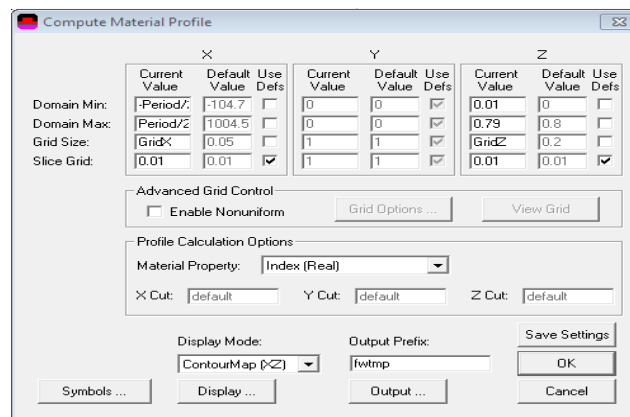 Compute Material Profile
X Y Z
Current Value Default Value Use Defs Current Value Default Value Use Defs Current Value Default Value Use Defs
Domain Min: -Period/2 -104.7 0 0 0.01 0
Domain Max: Period/2 1004.5 0 0 0.79 0.8
Grid Size: GridX 0.05 1 1 GridZ 0.2
Slice Grid: 0.01 0.01 1 1 0.01 0.01
Advanced Grid Control
Enable Nonuniform Grid Options ... View Grid
Profile Calculation Options
Material Property: Index (Real)
X Cut: default Y Cut: default Z Cut: default
Display Mode: Output Prefix: Save Settings
ContourMap (XZ) fwtmp OK
Symbols ... Display ... Output ... Cancel